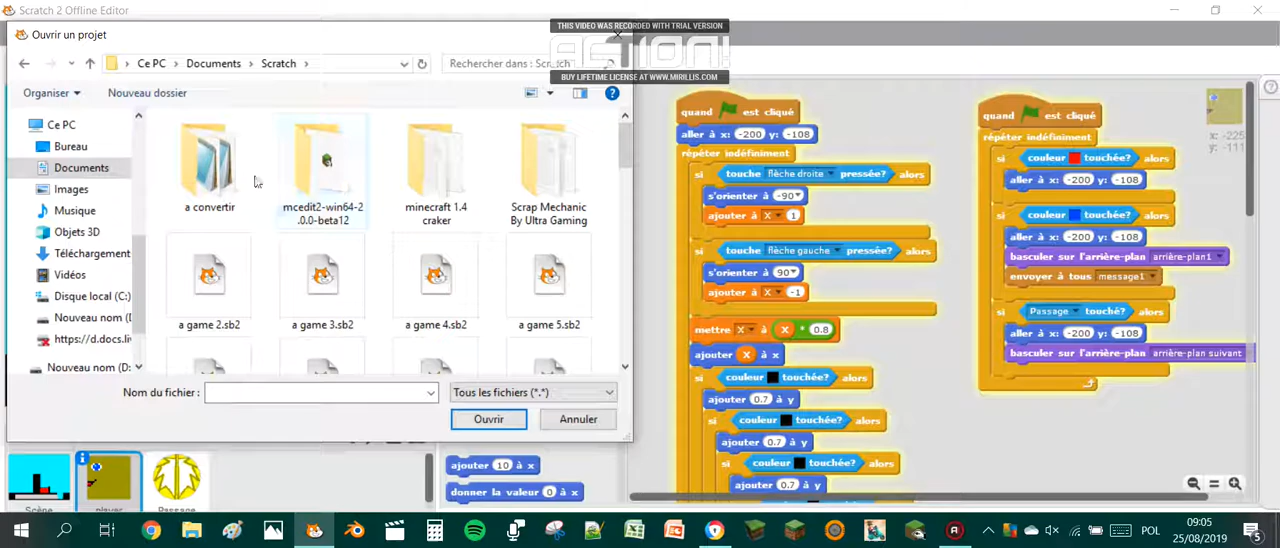 Scratch 2 Offline Editor
THIS VIDEO WAS RECORDED WITH TRIAL VERSION
ACTION!
BUY LIFETIME LICENSE AT WWW.MIRILLIS.COM
Ouvrir un projet
Ce PC > Documents > Scratch >
Rechercher dans : Scratch
Organiser
Nouveau dossier
Ce PC
Bureau
Documents
Images
Musique
Objets 3D
Téléchargement
Vidéos
Disque local (C:)
Nouveau nom (D:
https://d.docs.liv
Nouveau nom (D:)
a convertir
mcedit2-win64-2
.0.0-beta12
minecraft 1.4
craker
Scrap Mechanic
By Ultra Gaming
a game 2.sb2
a game 3.sb2
a game 4.sb2
a game 5.sb2
Nom du fichier :
Tous les fichiers (*.*)
Ouvrir
Annuler
Scène
player
Passage
ajouter 10 à x
donner la valeur 0 à x
quand est cliqué
aller à x: -200 y: -108
répéter indéfiniment
si touche flèche droite pressée? alors
s'orienter à -90
ajouter à X 1
si touche flèche gauche pressée? alors
s'orienter à 90
ajouter à X -1
mettre X à X * 0.8
ajouter X à x
si couleur touchée? alors
ajouter 0.7 à y
si couleur touchée? alors
ajouter 0.7 à y
si couleur touchée? alors
ajouter 0.7 à y
quand est cliqué
répéter indéfiniment
si couleur touchée? alors
aller à x: -200 y: -108
si couleur touchée? alors
aller à x: -200 y: -108
basculer sur l'arrière-plan arrière-plan1
envoyer à tous message1
si Passage touché? alors
aller à x: -200 y: -108
basculer sur l'arrière-plan arrière-plan suivant
x: -225
y: -111
POL
09:05
25/08/2019
5